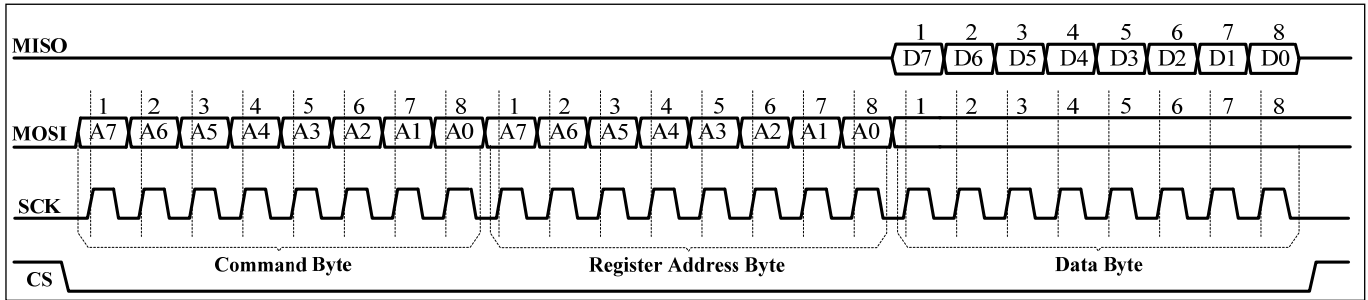 1 2 3 4 5 6 7 8
MISO
D7 D6 D5 D4 D3 D2 D1 D0
1 2 3 4 5 6 7 8 1 2 3 4 5 6 7 8 1 2 3 4 5 6 7 8
MOSI A7 A6 A5 A4 A3 A2 A1 A0 A7 A6 A5 A4 A3 A2 A1 A0
SCK
Command Byte Register Address Byte Data Byte
CS